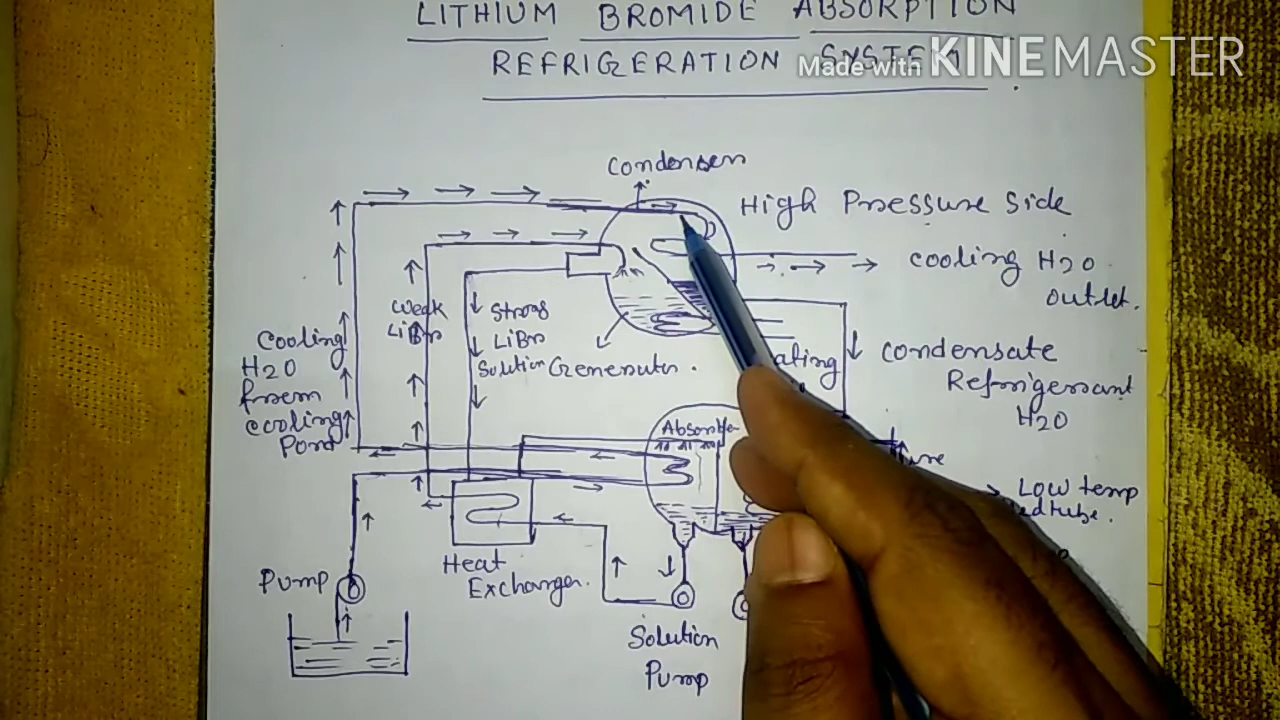 LITHIUM BROMIDE ABSORPTION
REFRIGERATION SYSTEM.
Made with KINEMASTER
Condenser
High Pressure Side
Cooling H2O
outlet.
Weak
LiBr
Strong
LiBr
Solution
Generator.
Cooling
H2O
from
cooling
Pond
Condensate
Refrigerant
H2O
Absorber
Low temp
Heat
Exchanger.
Pump
Solution
Pump